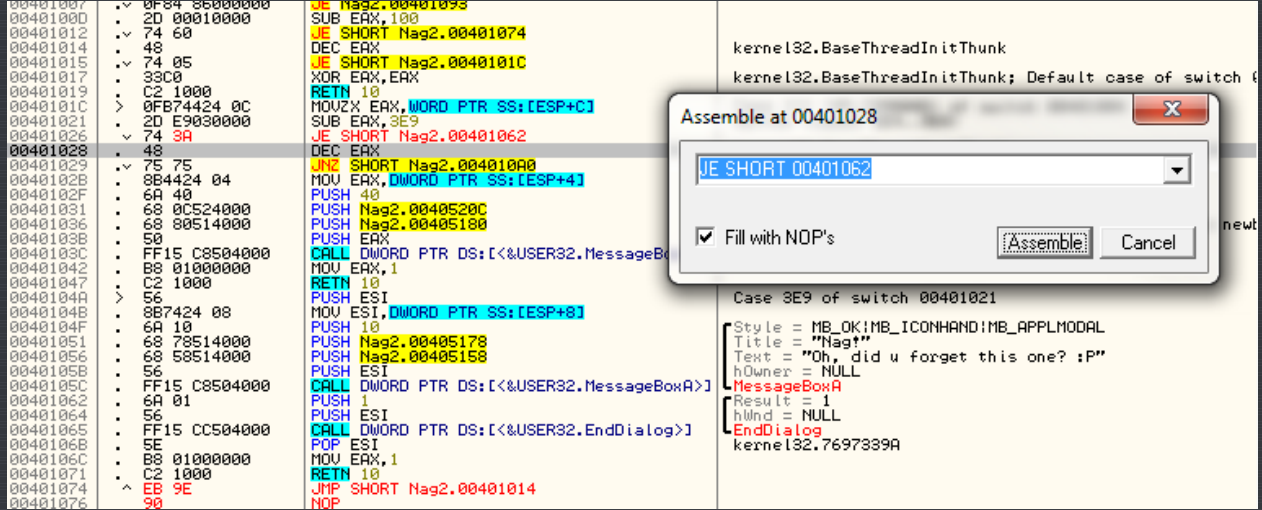 00401007 .v 0F84 86000000 JE Nag2.00401093
0040100D . 2D 00010000 SUB EAX,100
00401012 .v 74 60 JE SHORT Nag2.00401074
00401014 . 48 DEC EAX kernel32.BaseThreadInitThunk
00401015 .v 74 05 JE SHORT Nag2.0040101C
00401017 . 33C0 XOR EAX,EAX kernel32.BaseThreadInitThunk; Default case of switch
00401019 . C2 1000 RETN 10
0040101C > 0FB74424 0C MOVZX EAX,WORD PTR SS:[ESP+C]
00401021 . 2D E9030000 SUB EAX,3E9
00401026 v 74 3A JE SHORT Nag2.00401062
00401028 . 48 DEC EAX
00401029 .v 75 75 JNZ SHORT Nag2.004010A0
0040102B . 8B4424 04 MOV EAX,DWORD PTR SS:[ESP+4]
0040102F . 6A 40 PUSH 40
00401031 . 68 0C524000 PUSH Nag2.0040520C
00401036 . 68 80514000 PUSH Nag2.00405180
0040103B . 50 PUSH EAX
0040103C . FF15 C8504000 CALL DWORD PTR DS:[<&USER32.MessageBo
00401042 . B8 01000000 MOV EAX,1
00401047 . C2 1000 RETN 10
0040104A > 56 PUSH ESI Case 3E9 of switch 00401021
0040104B . 8B7424 08 MOV ESI,DWORD PTR SS:[ESP+8]
0040104F . 6A 10 PUSH 10 Style = MB_OK|MB_ICONHAND|MB_APPLMODAL
00401051 . 68 78514000 PUSH Nag2.00405178 Title = "Nag!"
00401056 . 68 58514000 PUSH Nag2.00405158 Text = "Oh, did u forget this one? :P"
0040105B . 56 PUSH ESI hOwner = NULL
0040105C . FF15 C8504000 CALL DWORD PTR DS:[<&USER32.MessageBoxA>] MessageBoxA
00401062 . 6A 01 PUSH 1 Result = 1
00401064 . 56 PUSH ESI hWnd = NULL
00401065 . FF15 CC504000 CALL DWORD PTR DS:[<&USER32.EndDialog>] EndDialog
0040106B . 5E POP ESI kernel32.7697339A
0040106C . B8 01000000 MOV EAX,1
00401071 . C2 1000 RETN 10
00401074 ^ EB 9E JMP SHORT Nag2.00401014
00401076 90 NOP
Assemble at 00401028
JE SHORT 00401062
Fill with NOP's
Assemble
Cancel